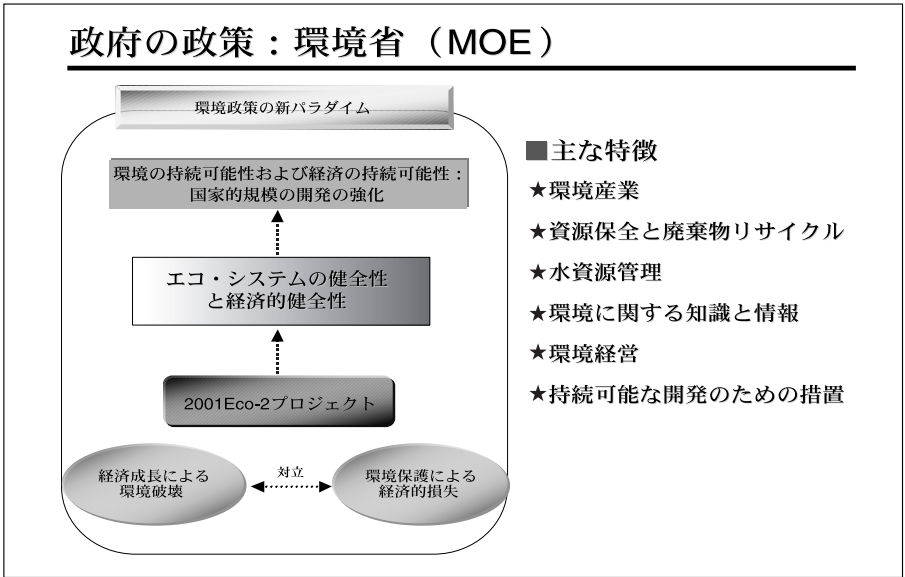 政府の政策：環境省（MOE）
環境政策の新パラダイム
環境の持続可能性および経済の持続可能性：
国家的規模の開発の強化
エコ・システムの健全性
と経済的健全性
2001Eco-2プロジェクト
経済成長による
環境破壊
対立
環境保護による
経済的損失
■主な特徴
★環境産業
★資源保全と廃棄物リサイクル
★水資源管理
★環境に関する知識と情報
★環境経営
★持続可能な開発のための措置